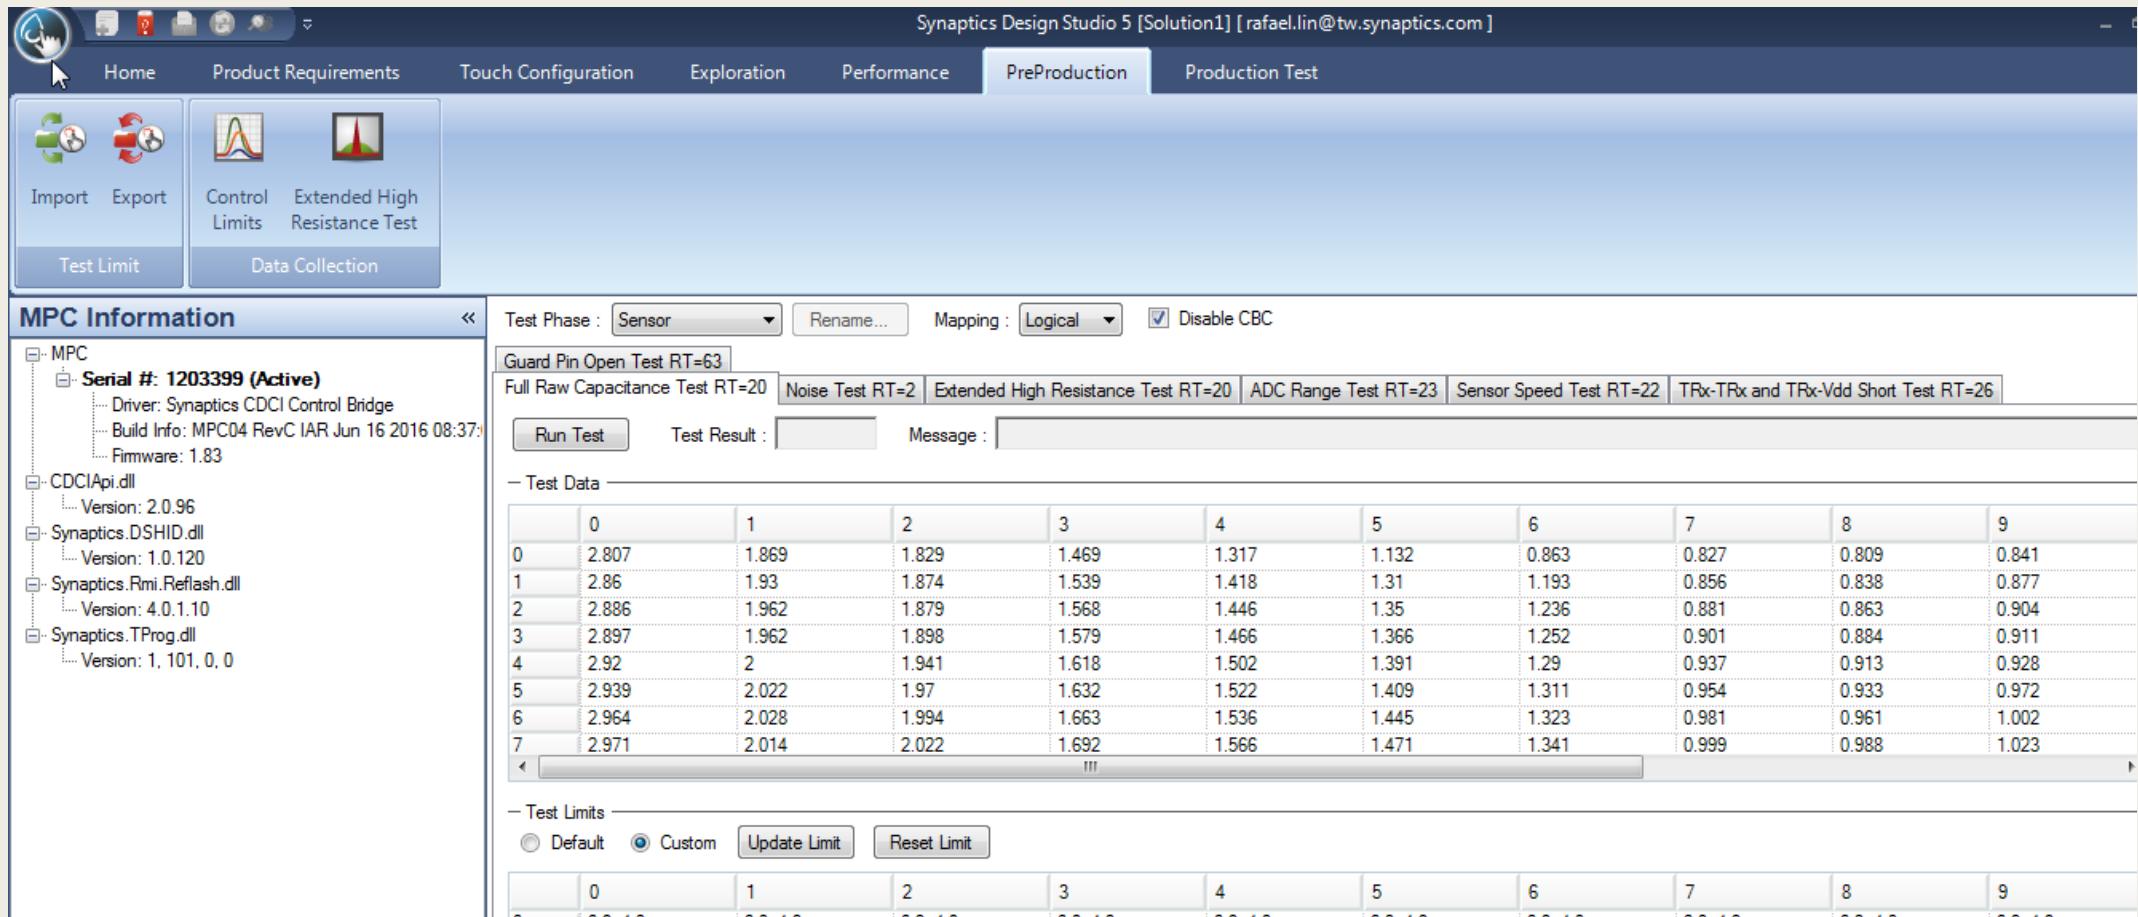 Synaptics Design Studio 5 [Solution1] [ rafael.lin@tw.synaptics.com ]
Home Product Requirements Touch Configuration Exploration Performance PreProduction Production Test
Import Export Control Limits Extended High Resistance Test
Test Limit Data Collection
MPC Information «
MPC
Serial #: 1203399 (Active)
Driver: Synaptics CDCI Control Bridge
Build Info: MPC04 RevC IAR Jun 16 2016 08:37:
Firmware: 1.83
CDCIApi.dll
Version: 2.0.96
Synaptics.DSHID.dll
Version: 1.0.120
Synaptics.Rmi.Reflash.dll
Version: 4.0.1.10
Synaptics.TProg.dll
Version: 1, 101, 0, 0
Test Phase : Sensor Rename... Mapping : Logical Disable CBC
Guard Pin Open Test RT=63
Full Raw Capacitance Test RT=20 Noise Test RT=2 Extended High Resistance Test RT=20 ADC Range Test RT=23 Sensor Speed Test RT=22 TRx-TRx and TRx-Vdd Short Test RT=26
Run Test Test Result : Message :
Test Data
0 1 2 3 4 5 6 7 8 9
0 2.807 1.869 1.829 1.469 1.317 1.132 0.863 0.827 0.809 0.841
1 2.86 1.93 1.874 1.539 1.418 1.31 1.193 0.856 0.838 0.877
2 2.886 1.962 1.879 1.568 1.446 1.35 1.236 0.881 0.863 0.904
3 2.897 1.962 1.898 1.579 1.466 1.366 1.252 0.901 0.884 0.911
4 2.92 2 1.941 1.618 1.502 1.391 1.29 0.937 0.913 0.928
5 2.939 2.022 1.97 1.632 1.522 1.409 1.311 0.954 0.933 0.972
6 2.964 2.028 1.994 1.663 1.536 1.445 1.323 0.981 0.961 1.002
7 2.971 2.014 2.022 1.692 1.566 1.471 1.341 0.999 0.988 1.023
Test Limits
Default Custom Update Limit Reset Limit
0 1 2 3 4 5 6 7 8 9